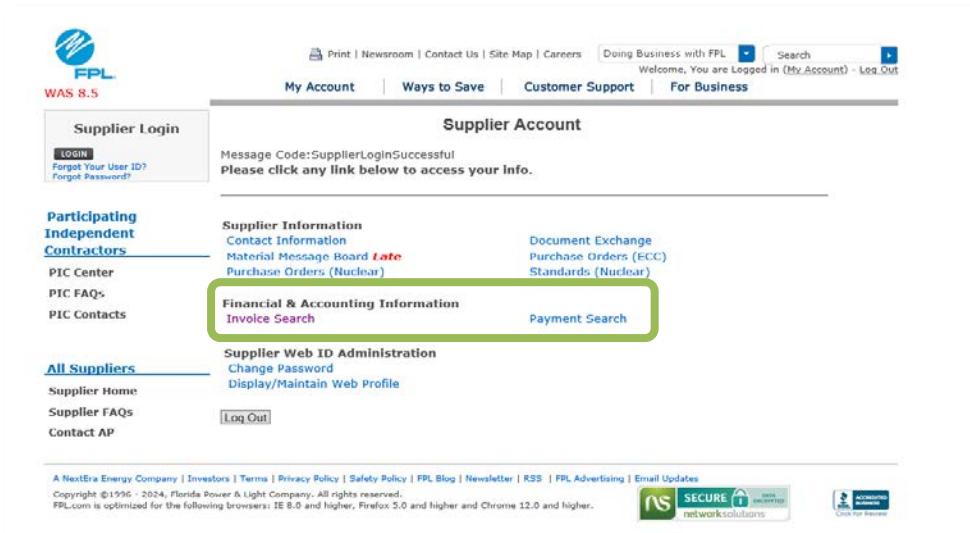 FPL
WAS 8.5
Print | Newsroom | Contact Us | Site Map | Careers
Doing Business with FPL
Search
Welcome, You are Logged in (My Account) - Log Out
My Account | Ways to Save | Customer Support | For Business
Supplier Login
LOGIN
Forgot Your User ID?
Forgot Password?
Participating
Independent
Contractors
PIC Center
PIC FAQs
PIC Contacts
All Suppliers
Supplier Home
Supplier FAQs
Contact AP
Supplier Account
Message Code:SupplierLoginSuccessful
Please click any link below to access your info.
Supplier Information
Contact Information Document Exchange
Material Message Board Late Purchase Orders (ECC)
Purchase Orders (Nuclear) Standards (Nuclear)
Financial & Accounting Information
Invoice Search Payment Search
Supplier Web ID Administration
Change Password
Display/Maintain Web Profile
Log Out
A NextEra Energy Company | Investors | Terms | Privacy Policy | Safety Policy | FPL Blog | Newsletter | RSS | FPL Advertising | Email Updates
Copyright ©1996 - 2024, Florida Power & Light Company. All rights reserved.
FPL.com is optimized for the following browsers: IE 8.0 and higher, Firefox 5.0 and higher and Chrome 12.0 and higher.
SECURE
networksolutions
ACCREDITED
BUSINESS
Click for Review